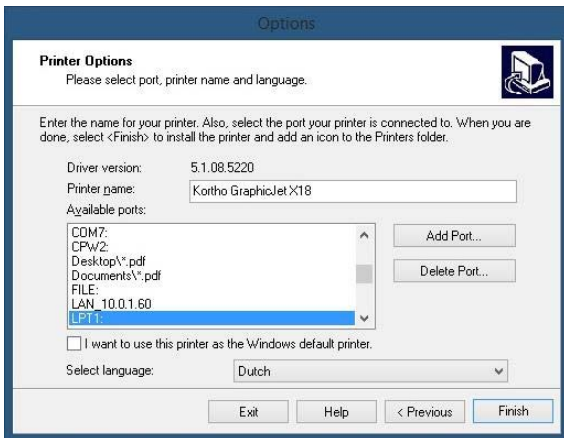 Options
Printer Options
Please select port, printer name and language.
Enter the name for your printer. Also, select the port your printer is connected to. When you are
done, select <Finish> to install the printer and add an icon to the Printers folder.
Driver version: 5.1.08.5220
Printer name: Kortho GraphicJet X18
Available ports:
COM7:
CPW2:
Desktop\*.pdf
Documents\*.pdf
FILE:
LAN_10.0.1.60
LPT1:
Add Port...
Delete Port...
I want to use this printer as the Windows default printer.
Select language: Dutch
Exit Help < Previous Finish